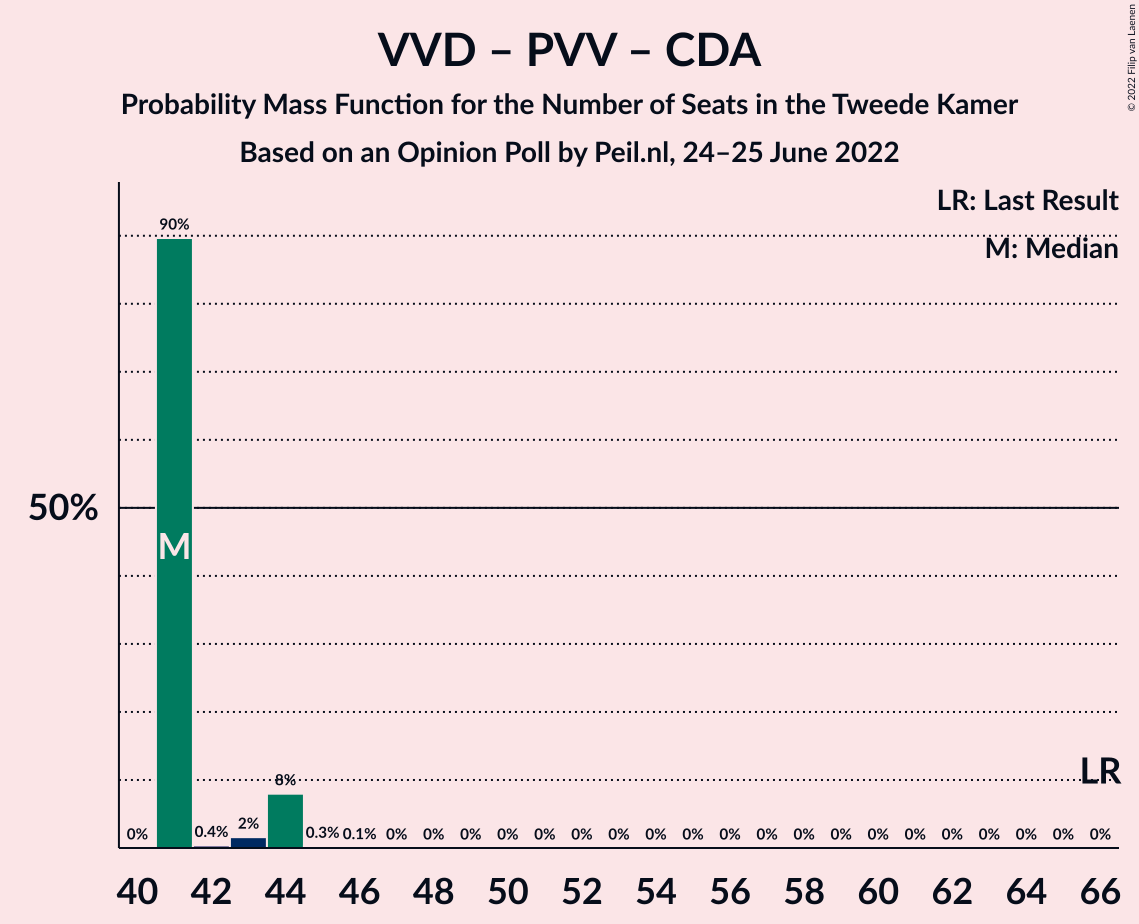 VVD – PVV – CDA
Probability Mass Function for the Number of Seats in the Tweede Kamer
Based on an Opinion Poll by Peil.nl, 24–25 June 2022
© 2022 Filip van Laenen
LR: Last Result
M: Median
90%
50%
M
LR
0% 0.4% 2% 8% 0.3% 0.1% 0% 0% 0% 0% 0% 0% 0% 0% 0% 0% 0% 0% 0% 0% 0% 0% 0% 0% 0% 0%
40 42 44 46 48 50 52 54 56 58 60 62 64 66